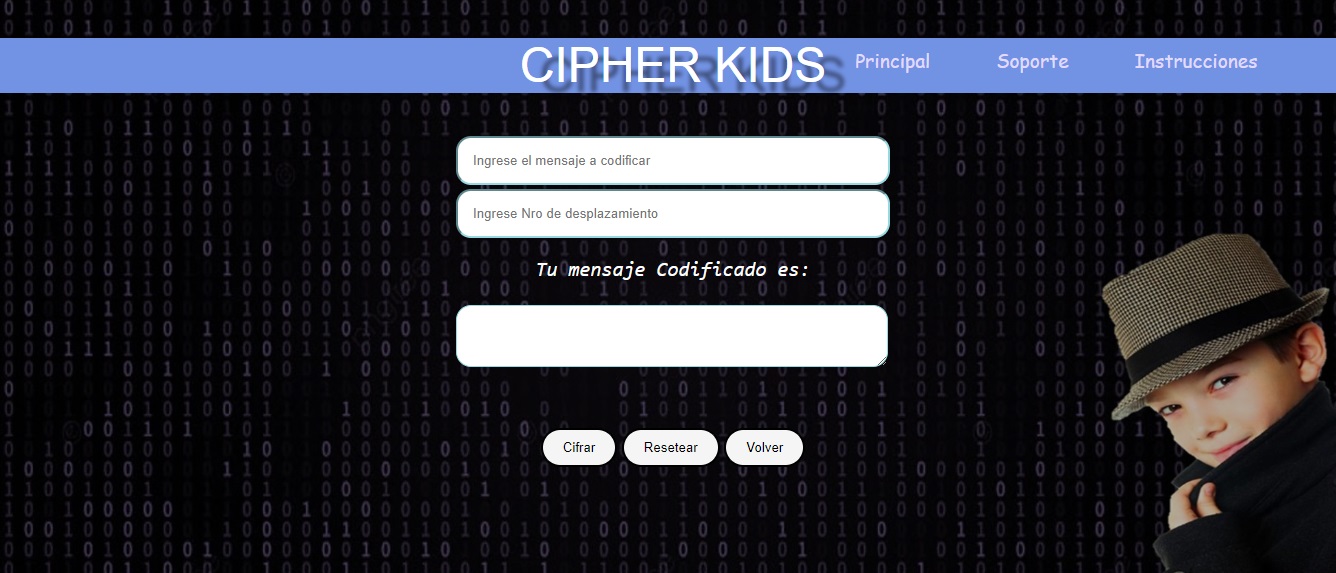 CIPHER KIDS Principal Soporte Instrucciones
Ingrese el mensaje a codificar
Ingrese Nro de desplazamiento
Tu mensaje Codificado es:
Cifrar Resetear Volver